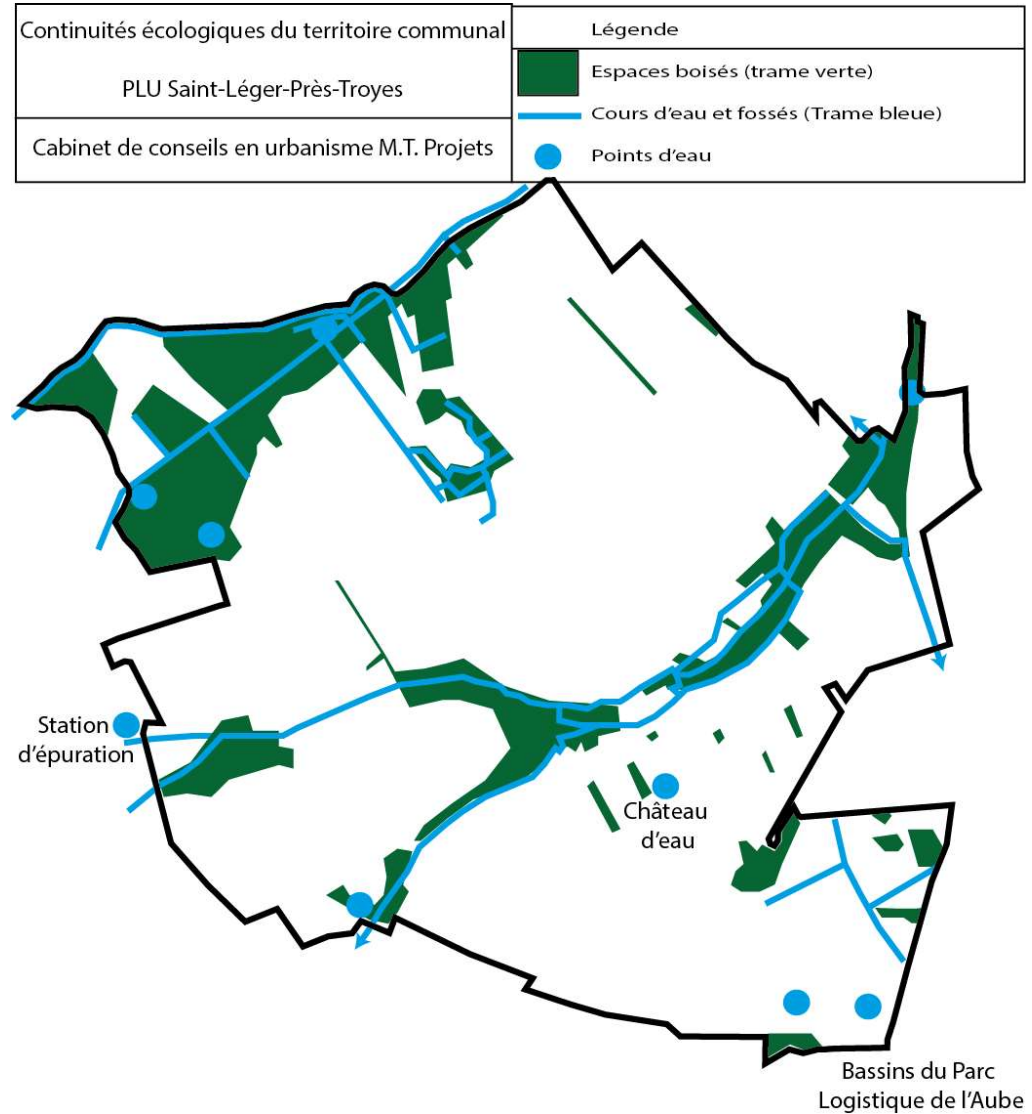 Continuités écologiques du territoire communal
PLU Saint-Léger-Près-Troyes
Cabinet de conseils en urbanisme M.T. Projets
Légende
Espaces boisés (trame verte)
Cours d'eau et fossés (Trame bleue)
Points d'eau
Station
d'épuration
Château
d'eau
Bassins du Parc
Logistique de l'Aube